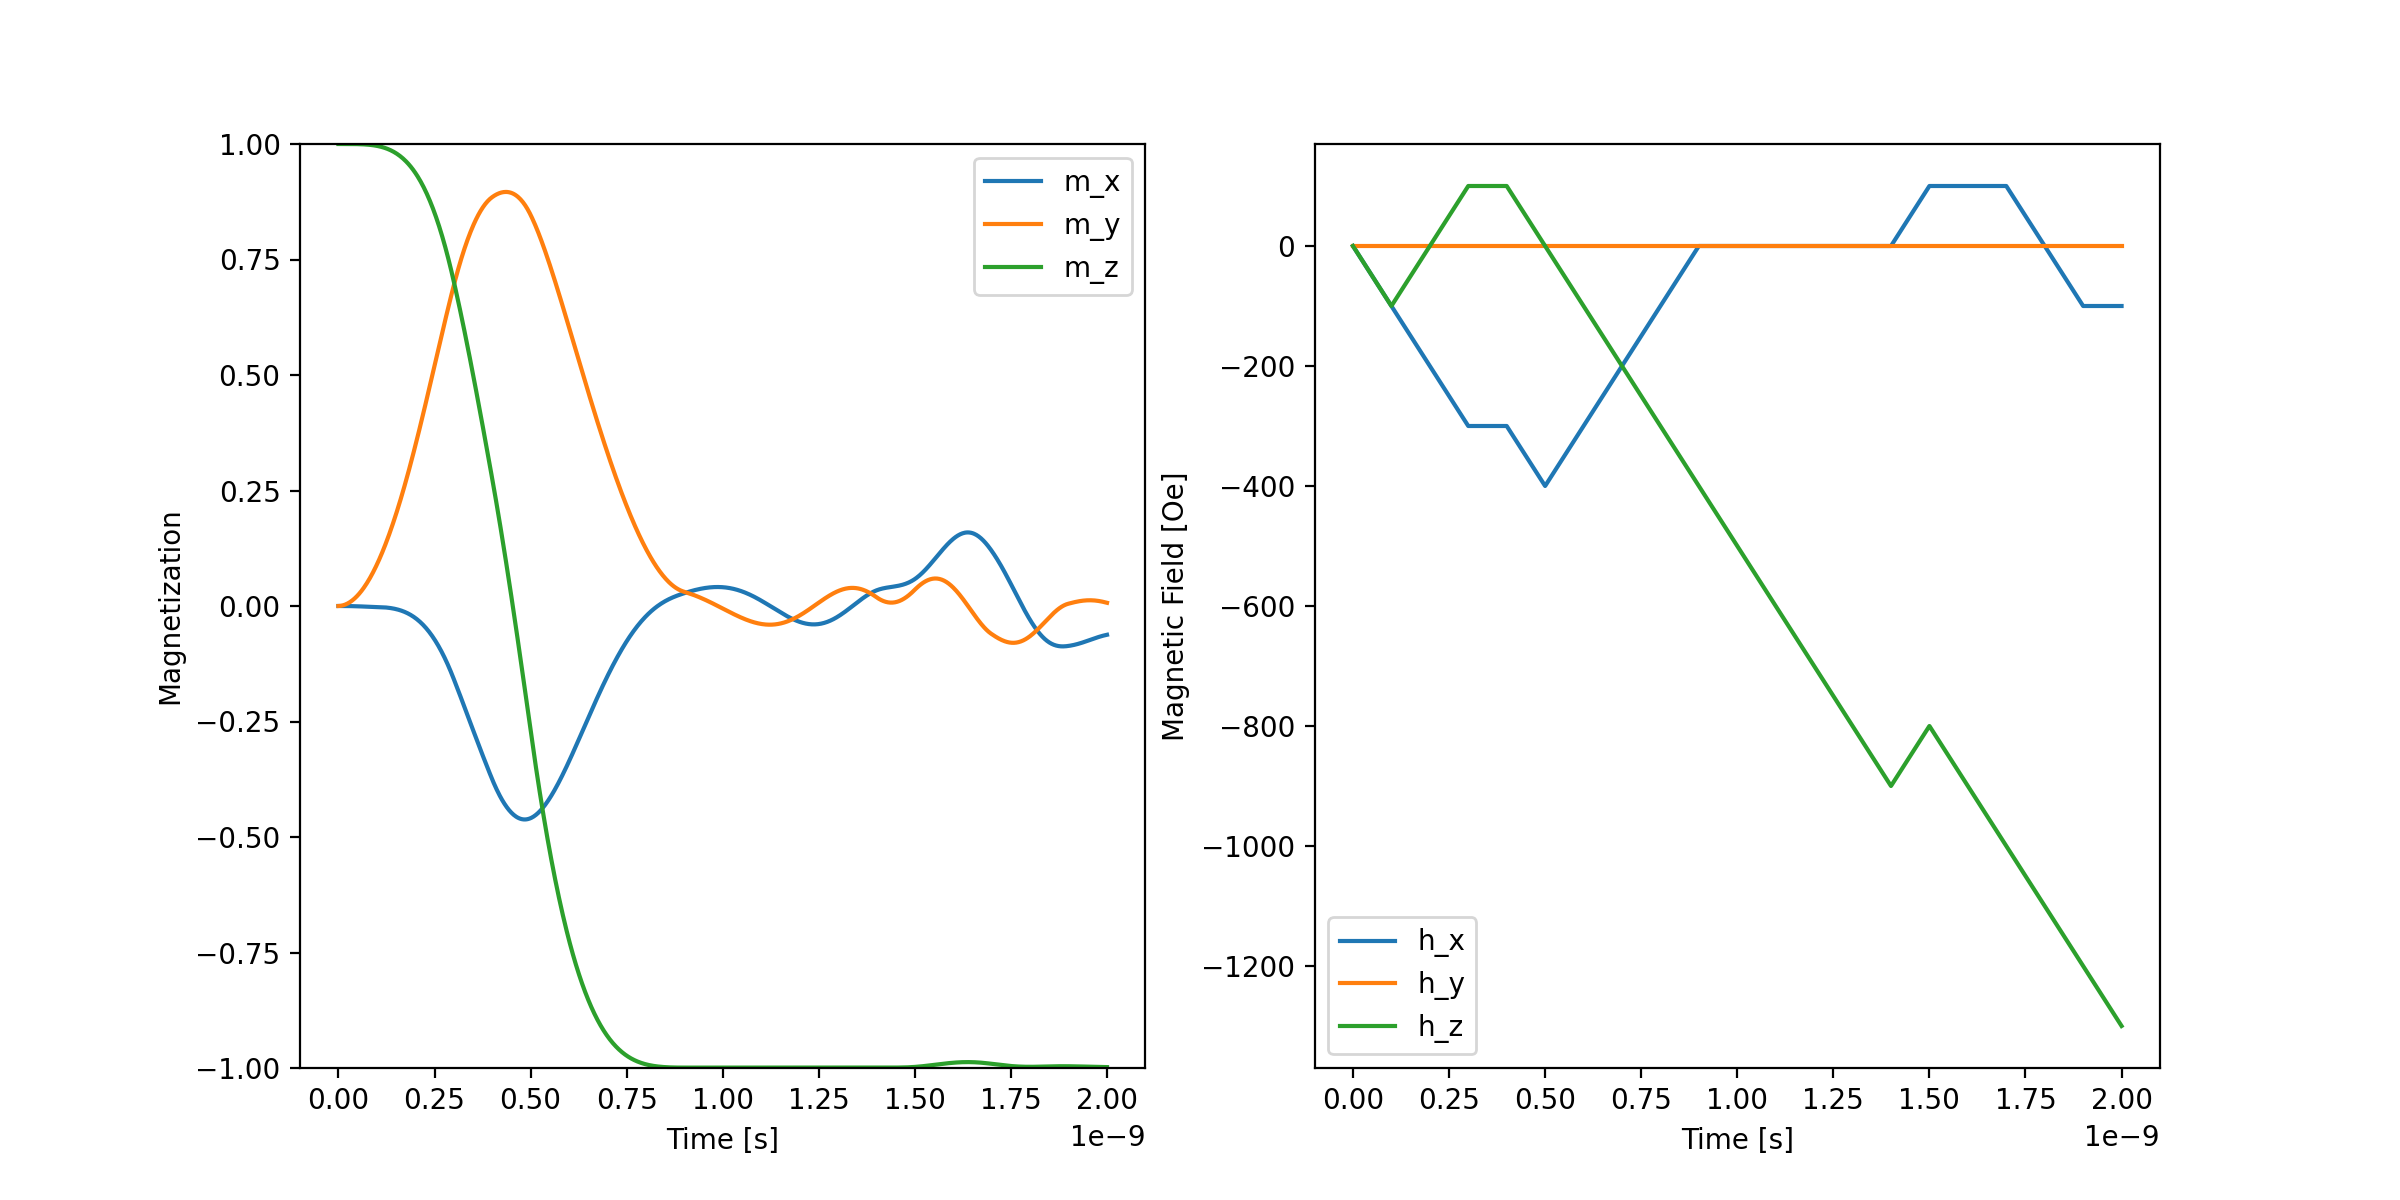 Magnetization
1.00
0.75
0.50
0.25
0.00
−0.25
−0.50
−0.75
−1.00
m_x
m_y
m_z
0.00 0.25 0.50 0.75 1.00 1.25 1.50 1.75 2.00
Time [s]
1e−9
Magnetic Field [Oe]
0
−200
−400
−600
−800
−1000
−1200
h_x
h_y
h_z
0.00 0.25 0.50 0.75 1.00 1.25 1.50 1.75 2.00
Time [s]
1e−9